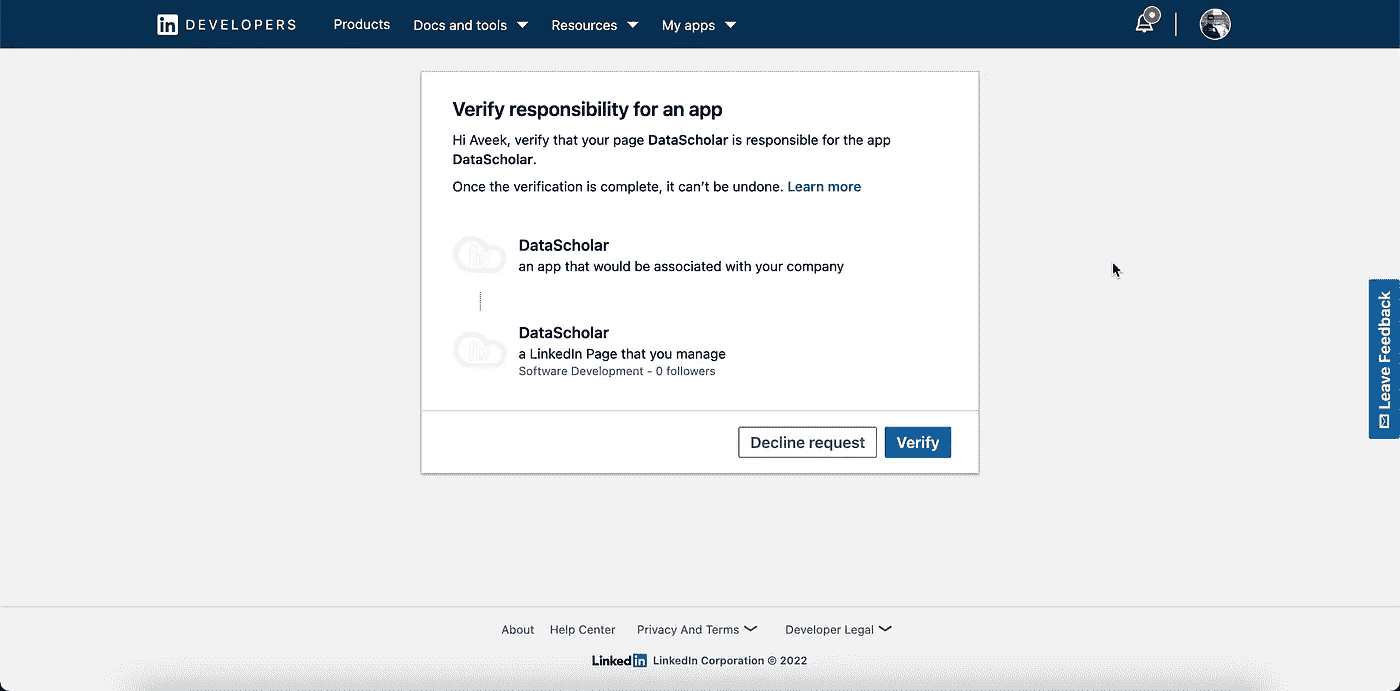 in DEVELOPERS Products Docs and tools Resources My apps
Verify responsibility for an app
Hi Aveek, verify that your page DataScholar is responsible for the app
DataScholar.
Once the verification is complete, it can't be undone. Learn more
DataScholar
an app that would be associated with your company
DataScholar
a LinkedIn Page that you manage
Software Development - 0 followers
Decline request Verify
Leave Feedback
About Help Center Privacy And Terms Developer Legal
LinkedIn LinkedIn Corporation © 2022